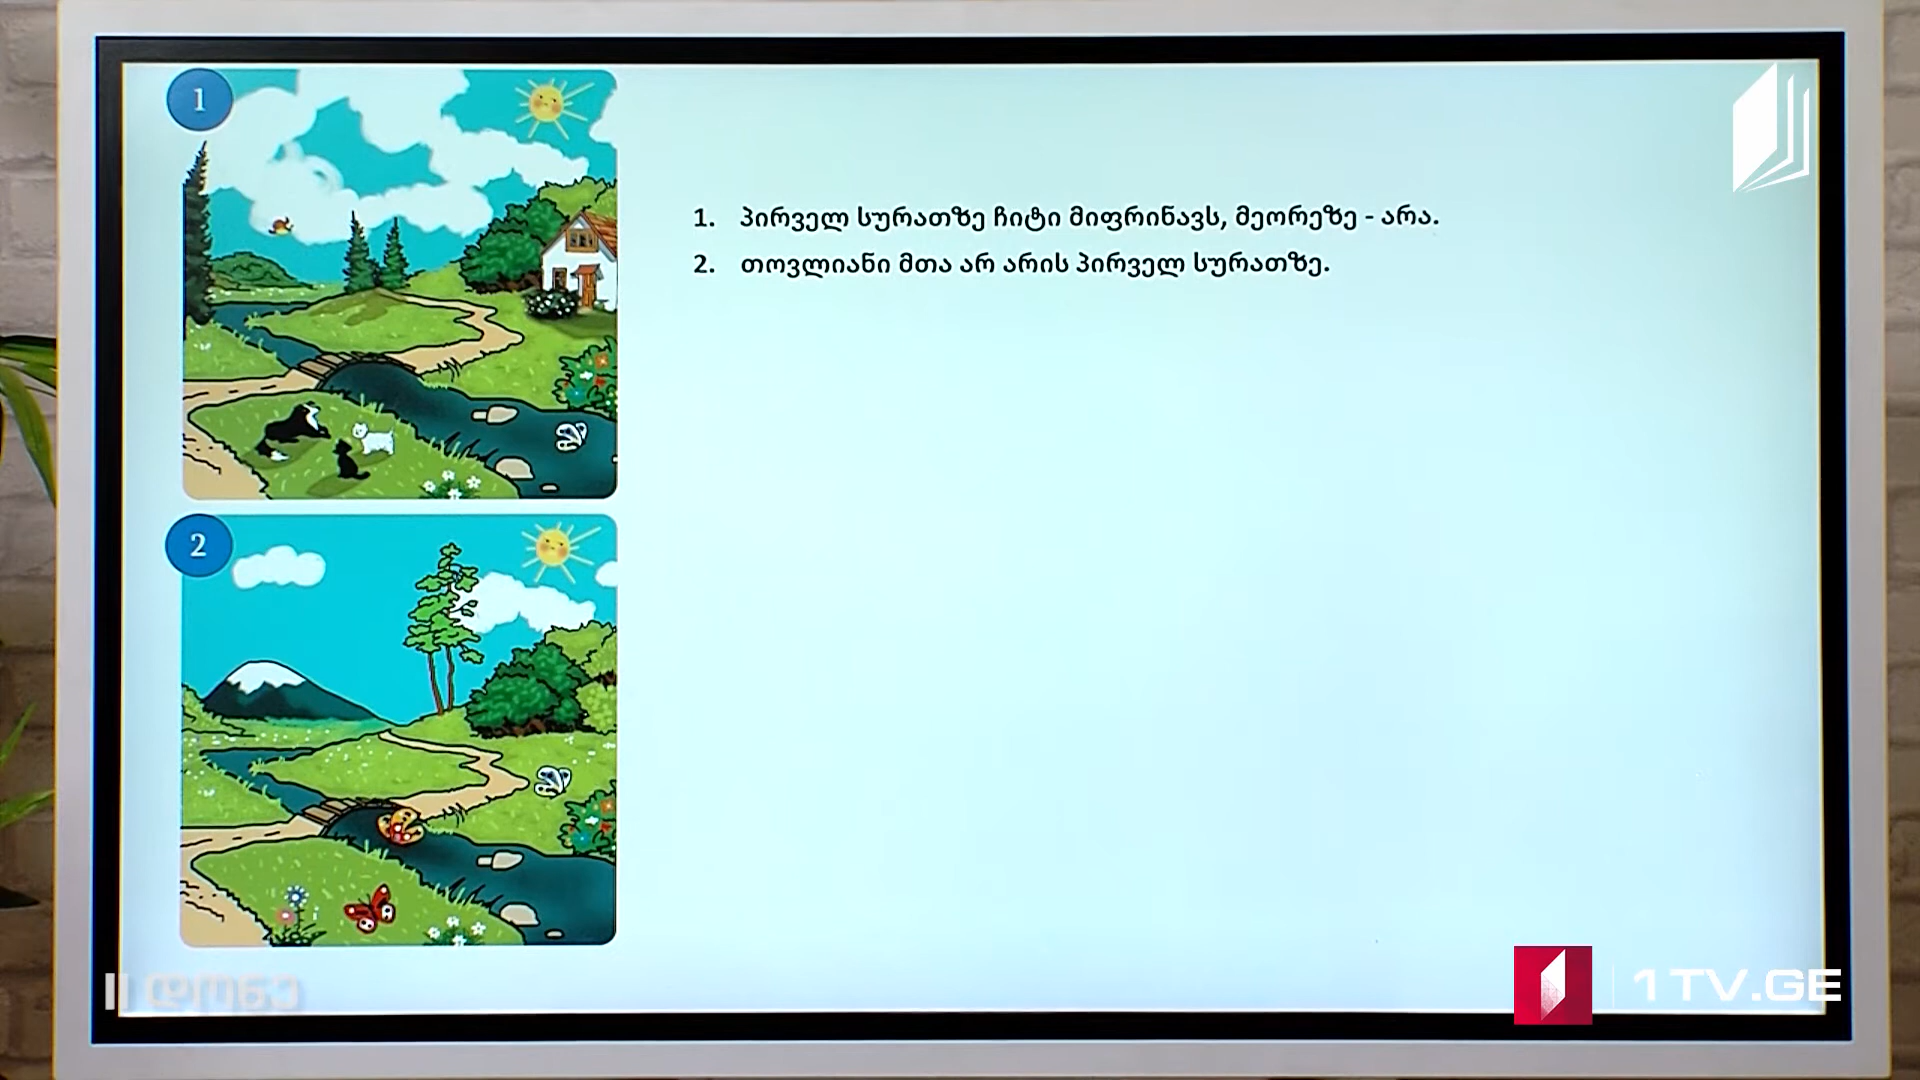 1
1. პირველ სურათზე ჩიტი მიფრინავს, მეორეზე - არა.
2. თოვლიანი მთა არ არის პირველ სურათზე.
2
II დონე
1TV.GE